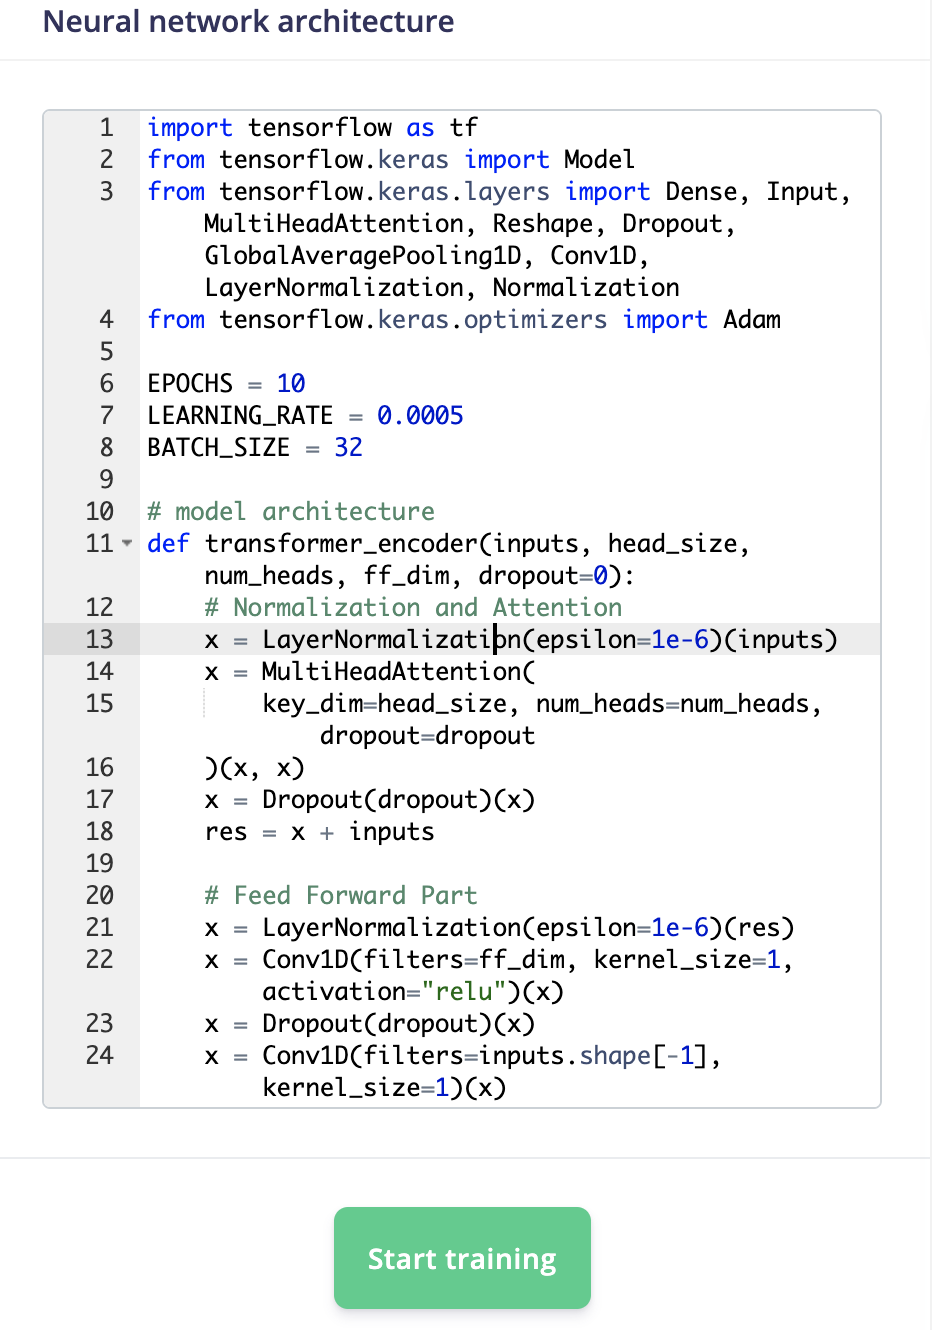 Neural network architecture
1 import tensorflow as tf
2 from tensorflow.keras import Model
3 from tensorflow.keras.layers import Dense, Input,
MultiHeadAttention, Reshape, Dropout,
GlobalAveragePooling1D, Conv1D,
LayerNormalization, Normalization
4 from tensorflow.keras.optimizers import Adam
5
6 EPOCHS = 10
7 LEARNING_RATE = 0.0005
8 BATCH_SIZE = 32
9
10 # model architecture
11 def transformer_encoder(inputs, head_size,
num_heads, ff_dim, dropout=0):
12 # Normalization and Attention
13 x = LayerNormalization(epsilon=1e-6)(inputs)
14 x = MultiHeadAttention(
15 key_dim=head_size, num_heads=num_heads,
dropout=dropout
16 )(x, x)
17 x = Dropout(dropout)(x)
18 res = x + inputs
19
20 # Feed Forward Part
21 x = LayerNormalization(epsilon=1e-6)(res)
22 x = Conv1D(filters=ff_dim, kernel_size=1,
activation="relu")(x)
23 x = Dropout(dropout)(x)
24 x = Conv1D(filters=inputs.shape[-1],
kernel_size=1)(x)
Start training